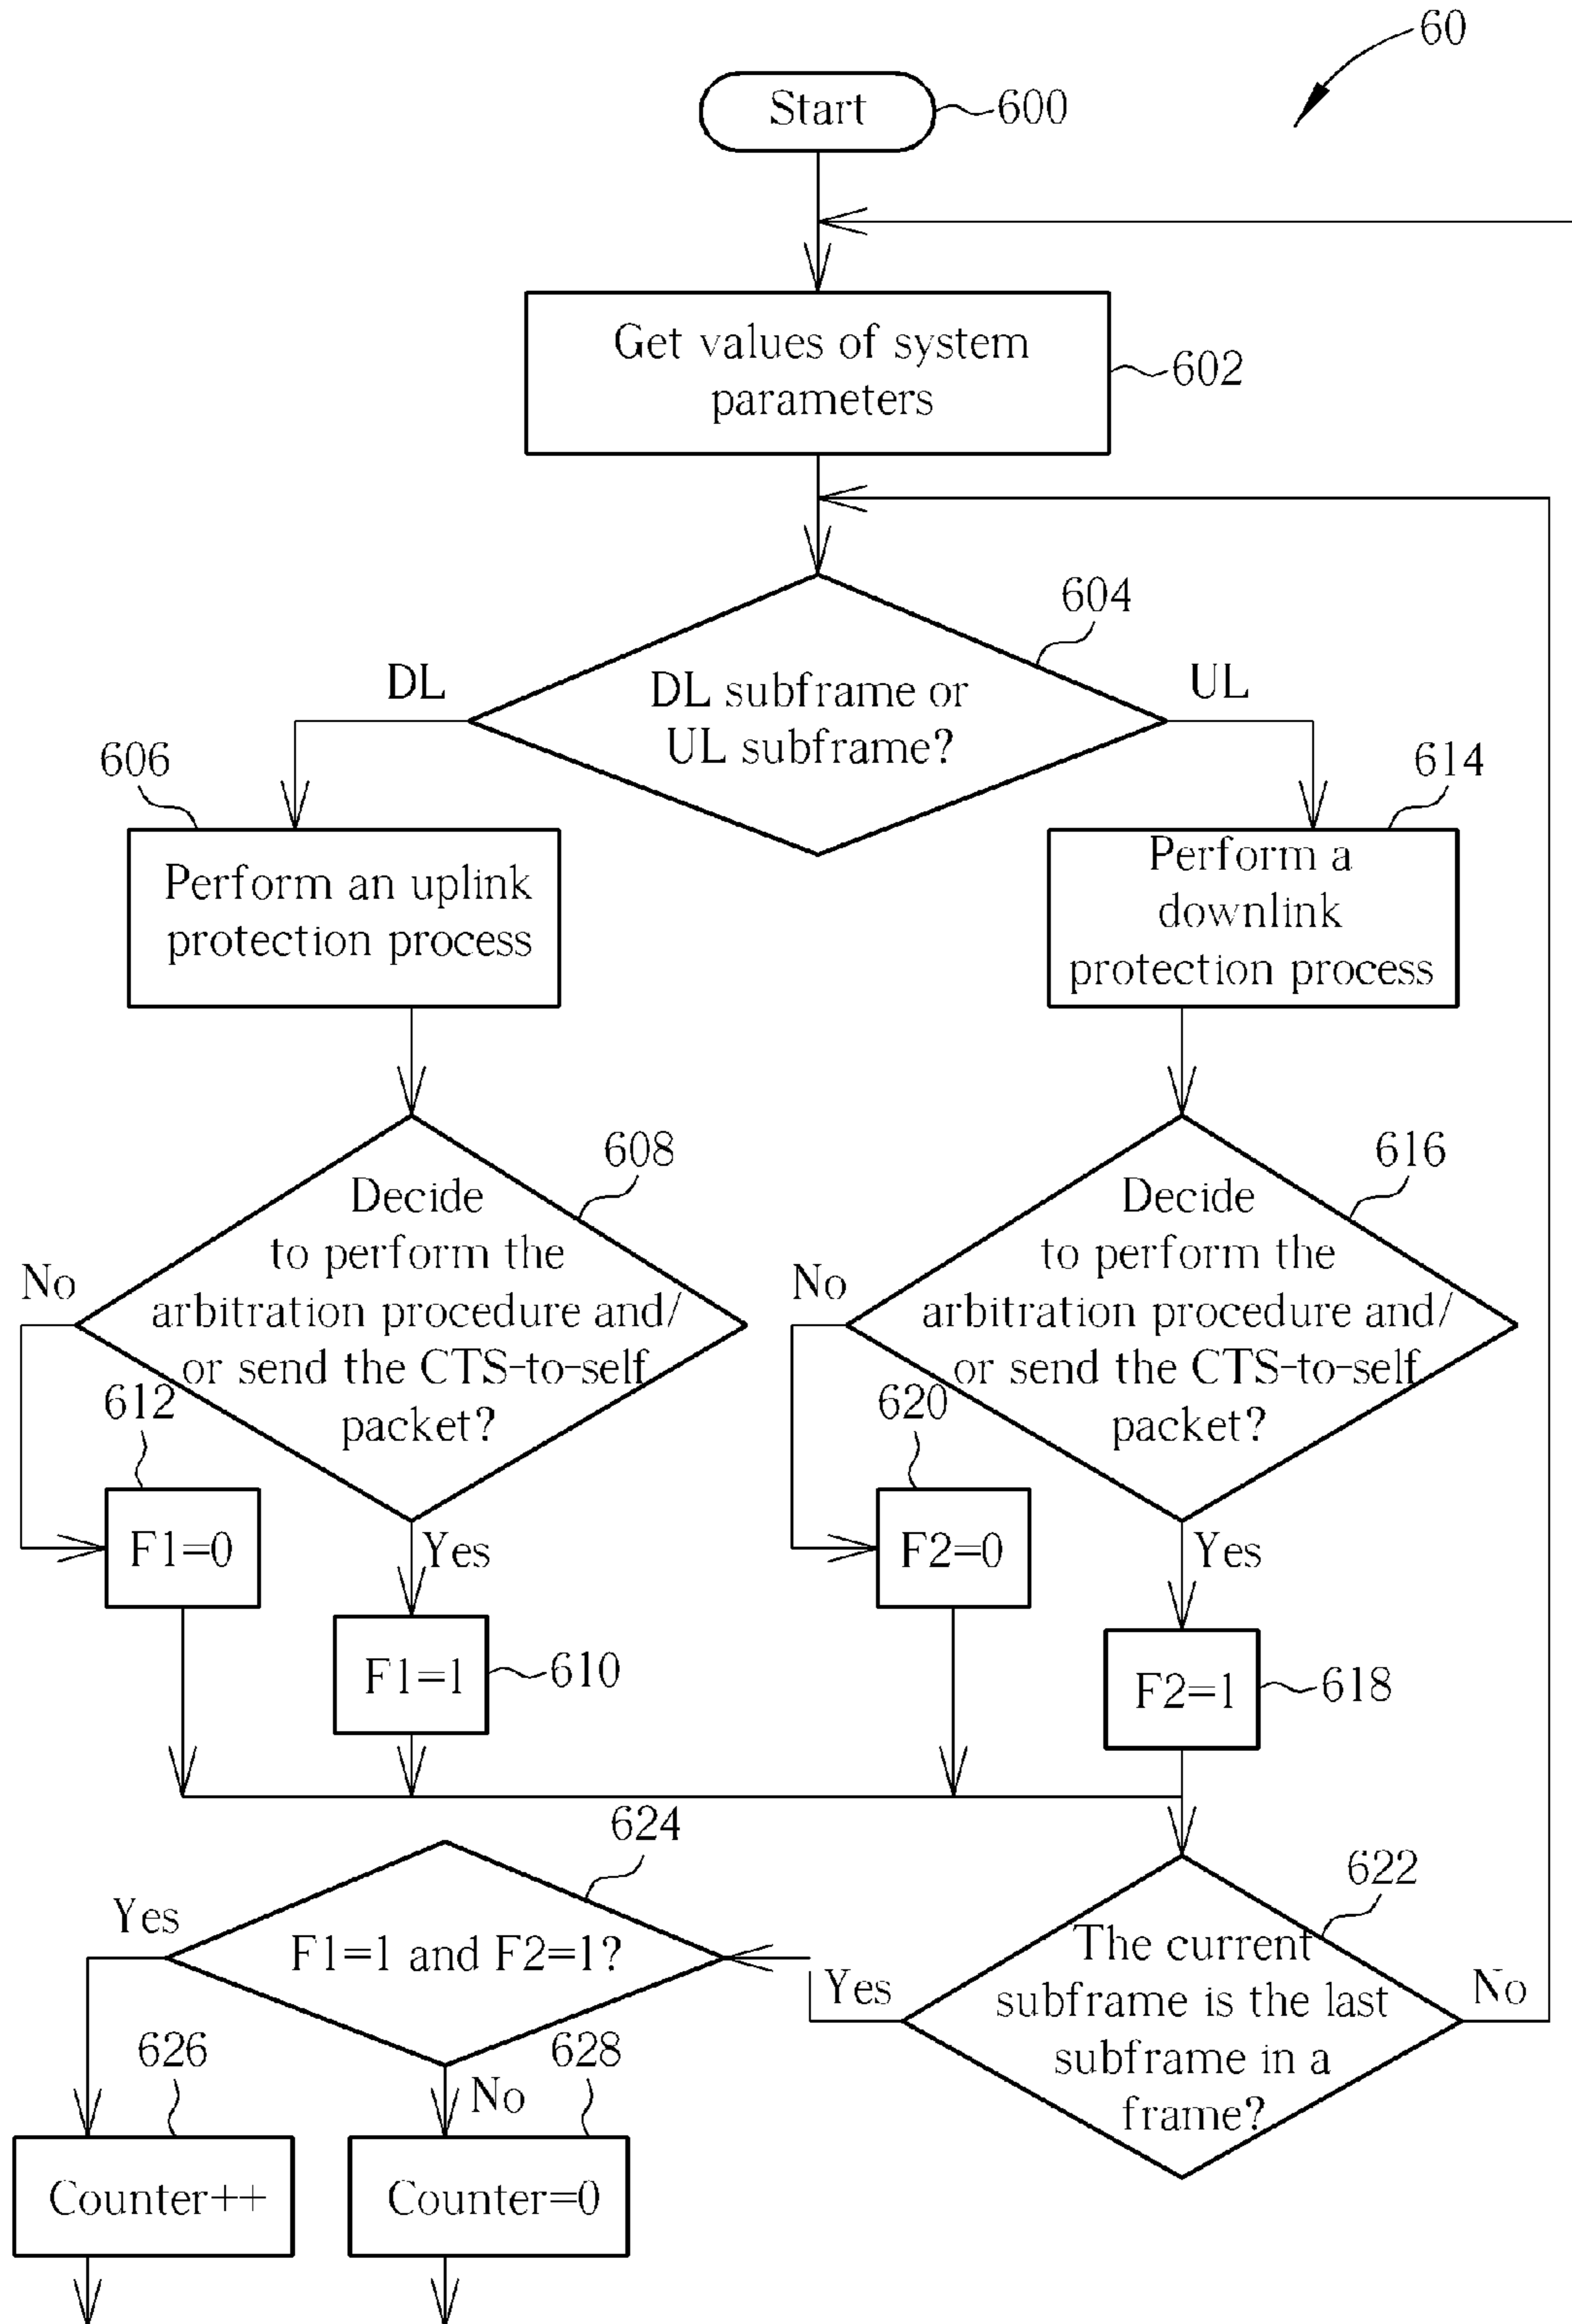 60
Start
600
Get values of system
parameters
602
604
DL
DL subframe or
UL subframe?
UL
606
614
Perform an uplink
protection process
Perform a
downlink
protection process
608
Decide
to perform the
arbitration procedure and/
or send the CTS-to-self
packet?
No
616
Decide
to perform the
arbitration procedure and/
or send the CTS-to-self
packet?
No
612
F1=0
Yes
F1=1
610
620
F2=0
Yes
F2=1
618
624
F1=1 and F2=1?
Yes
622
The current
subframe is the last
subframe in a
frame?
Yes
No
626
Counter++
628
No
Counter=0